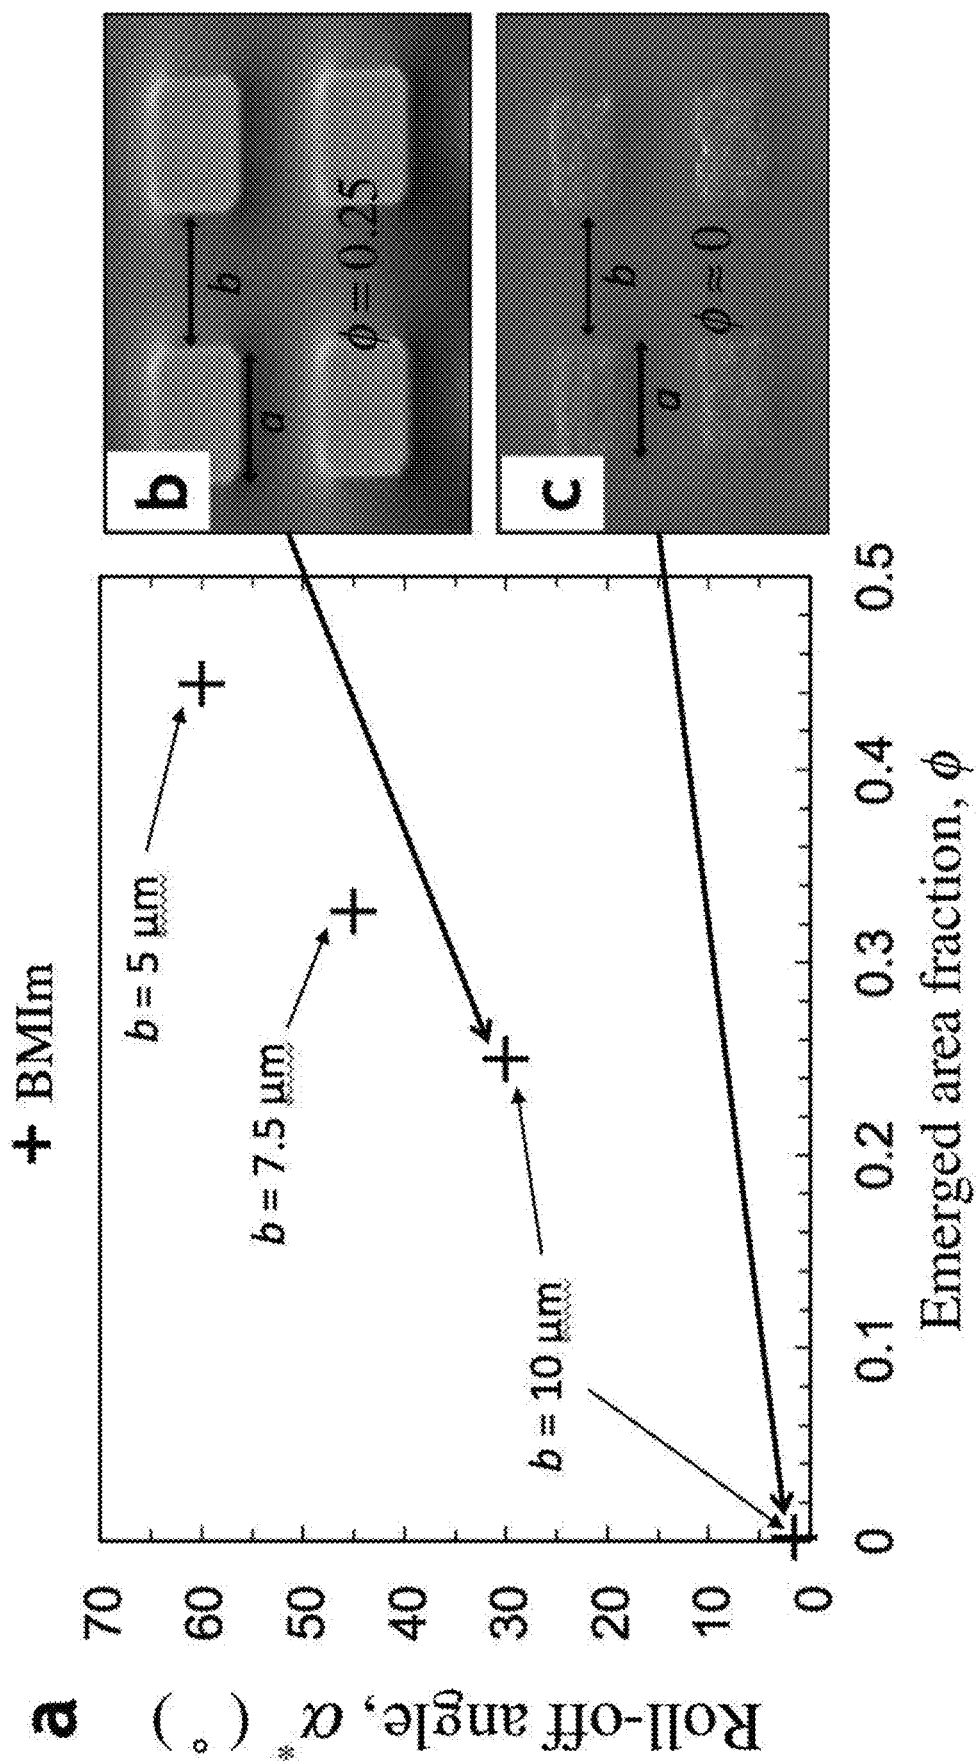 a
+ BMIm
Roll-off angle, α* (°)
70
60
50
40
30
20
10
0
b = 5 μm
b = 7.5 μm
b = 10 μm
0
0.1
0.2
0.3
0.4
0.5
Emerged area fraction, ϕ
b
b
a
ϕ = 0.25
c
b
a
ϕ ≈ 0